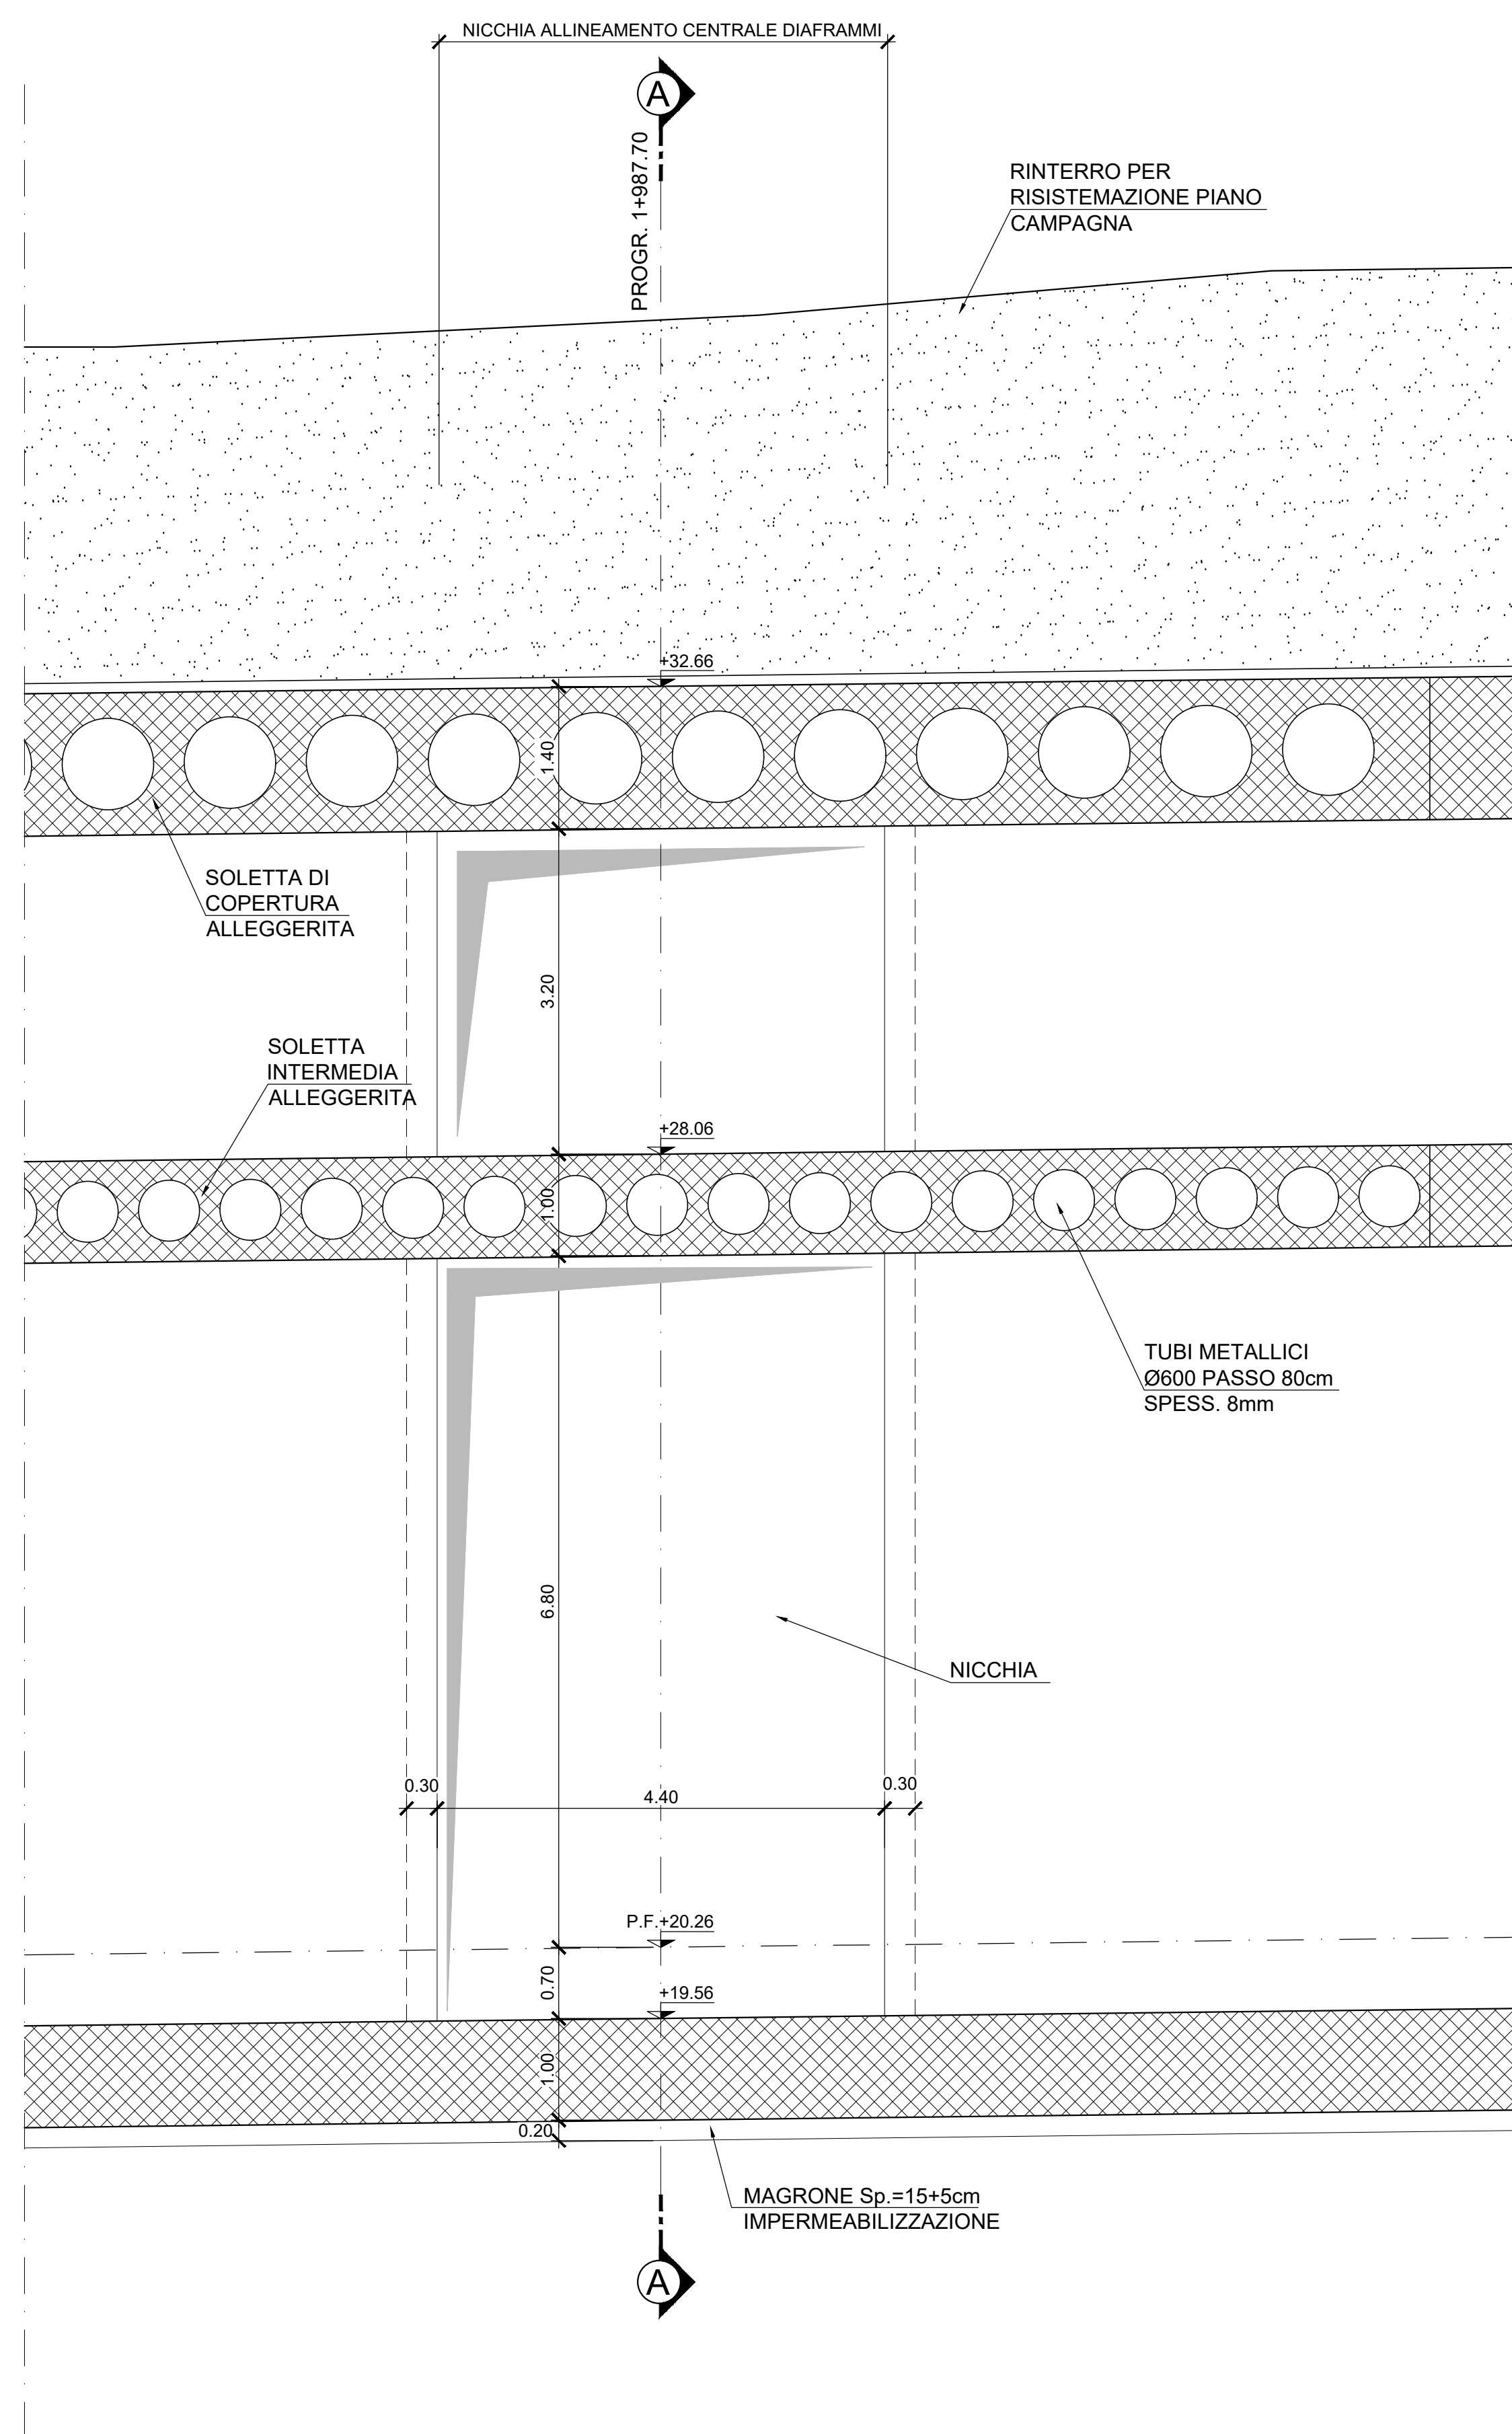 NICCHIA ALLINEAMENTO CENTRALE DIAFRAMMI
A
PROGR. 1+987.70
RINTERRO PER
RISISTEMAZIONE PIANO
CAMPAGNA
+32.66
1.40
SOLETTA DI
COPERTURA
ALLEGGERITA
3.20
SOLETTA
INTERMEDIA
ALLEGGERITA
+28.06
1.00
TUBI METALLICI
Ø600 PASSO 80cm
SPESS. 8mm
6.80
NICCHIA
0.30
4.40
0.30
P.F.+20.26
0.70
+19.56
1.00
0.20
MAGRONE Sp.=15+5cm
IMPERMEABILIZZAZIONE
A